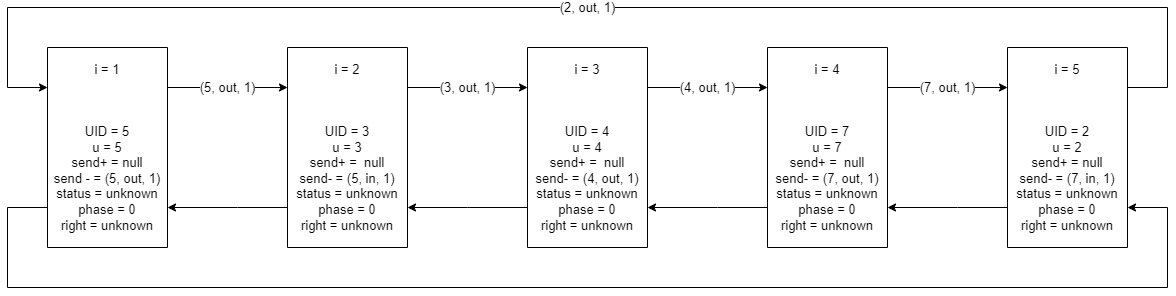 (2, out, 1)
i = 1
(5, out, 1)
i = 2
(3, out, 1)
i = 3
(4, out, 1)
i = 4
(7, out, 1)
i = 5
UID = 5
u = 5
send+ = null
send - = (5, out, 1)
status = unknown
phase = 0
right = unknown
UID = 3
u = 3
send+ =  null
send- = (5, in, 1)
status = unknown
phase = 0
right = unknown
UID = 4
u = 4
send+ =  null
send- = (4, out, 1)
status = unknown
phase = 0
right = unknown
UID = 7
u = 7
send+ =  null
send- = (7, out, 1)
status = unknown
phase = 0
right = unknown
UID = 2
u = 2
send+ = null
send- = (7, in, 1)
status = unknown
phase = 0
right = unknown